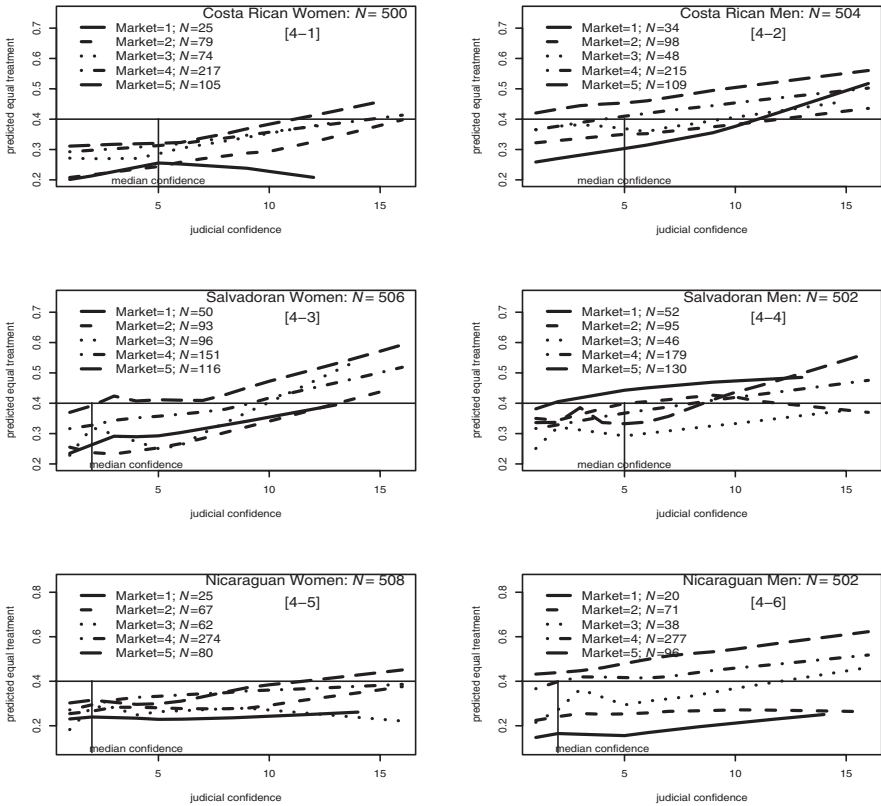 Costa Rican Women: N = 500
[4–1]
Market=1; N=25
Market=2; N=79
Market=3; N=74
Market=4; N=217
Market=5; N=105
predicted equal treatment
0.7
0.6
0.5
0.4
0.3
0.2
median confidence
5
10
15
judicial confidence
Costa Rican Men: N = 504
[4–2]
Market=1; N=34
Market=2; N=98
Market=3; N=48
Market=4; N=215
Market=5; N=109
predicted equal treatment
0.7
0.6
0.5
0.4
0.3
0.2
median confidence
5
10
15
judicial confidence
Salvadoran Women: N = 506
[4–3]
Market=1; N=50
Market=2; N=93
Market=3; N=96
Market=4; N=151
Market=5; N=116
predicted equal treatment
0.7
0.6
0.5
0.4
0.3
0.2
median confidence
5
10
15
judicial confidence
Salvadoran Men: N = 502
[4–4]
Market=1; N=52
Market=2; N=95
Market=3; N=46
Market=4; N=179
Market=5; N=130
predicted equal treatment
0.7
0.6
0.5
0.4
0.3
0.2
median confidence
5
10
15
judicial confidence
Nicaraguan Women: N = 508
[4–5]
Market=1; N=25
Market=2; N=67
Market=3; N=62
Market=4; N=274
Market=5; N=80
predicted equal treatment
0.8
0.6
0.4
0.2
median confidence
5
10
15
judicial confidence
Nicaraguan Men: N = 502
[4–6]
Market=1; N=20
Market=2; N=71
Market=3; N=38
Market=4; N=277
Market=5; N=96
predicted equal treatment
0.8
0.6
0.4
0.2
median confidence
5
10
15
judicial confidence